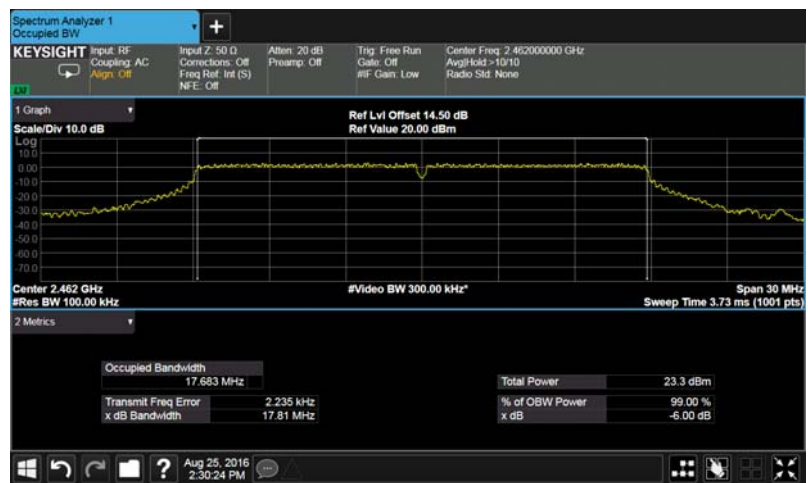 Spectrum Analyzer 1
Occupied BW
+
KEYSIGHT
Input: RF
Coupling: AC
Align: Off
Input Z: 50 Ω
Corrections: Off
Freq Ref: Int (S)
NFE: Off
Atten: 20 dB
Preamp: Off
Trig: Free Run
Gate: Off
#IF Gain: Low
Center Freq: 2.462000000 GHz
Avg|Hold:>10/10
Radio Std: None
LXI
1 Graph
Scale/Div 10.0 dB
Ref Lvl Offset 14.50 dB
Ref Value 20.00 dBm
Log
10.0
0.00
-10.0
-20.0
-30.0
-40.0
-50.0
-60.0
-70.0
Center 2.462 GHz
#Res BW 100.00 kHz
#Video BW 300.00 kHz*
Span 30 MHz
Sweep Time 3.73 ms (1001 pts)
2 Metrics
Occupied Bandwidth
17.683 MHz
Transmit Freq Error 2.235 kHz
x dB Bandwidth 17.81 MHz
Total Power 23.3 dBm
% of OBW Power 99.00 %
x dB -6.00 dB
?
Aug 25, 2016
2:30:24 PM